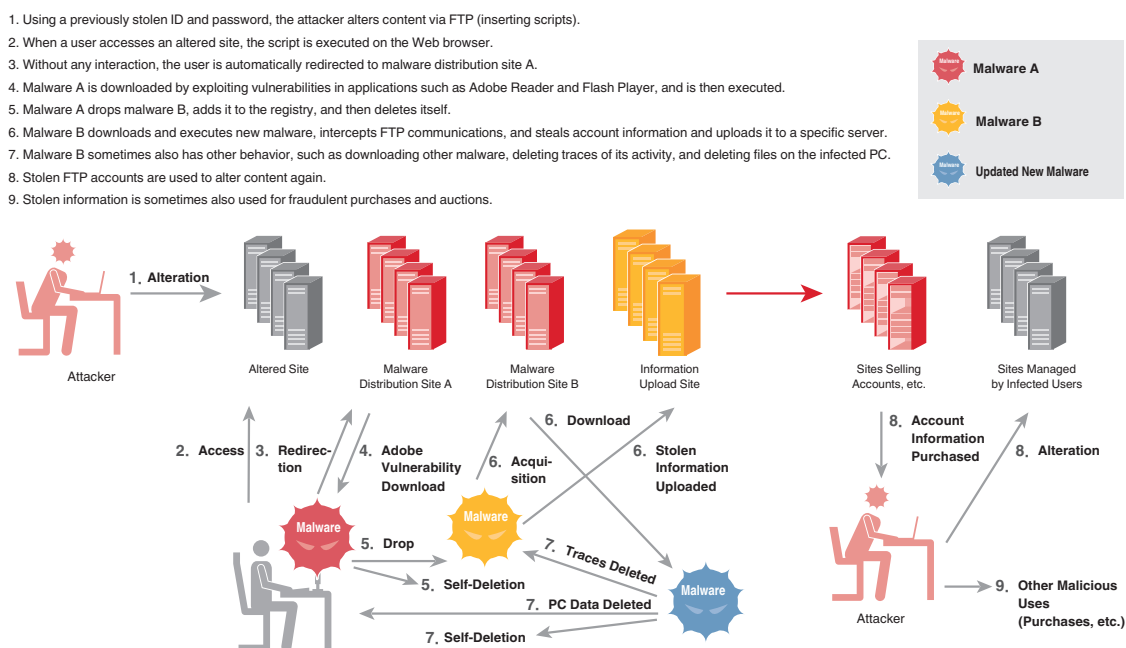 1. Using a previously stolen ID and password, the attacker alters content via FTP (inserting scripts).
2. When a user accesses an altered site, the script is executed on the Web browser.
3. Without any interaction, the user is automatically redirected to malware distribution site A.
4. Malware A is downloaded by exploiting vulnerabilities in applications such as Adobe Reader and Flash Player, and is then executed.
5. Malware A drops malware B, adds it to the registry, and then deletes itself.
6. Malware B downloads and executes new malware, intercepts FTP communications, and steals account information and uploads it to a specific server.
7. Malware B sometimes also has other behavior, such as downloading other malware, deleting traces of its activity, and deleting files on the infected PC.
8. Stolen FTP accounts are used to alter content again.
9. Stolen information is sometimes also used for fraudulent purchases and auctions.
Malware
Malware A
Malware
Malware B
Malware
Updated New Malware
1. Alteration
Attacker
Altered Site
Malware
Distribution Site A
Malware
Distribution Site B
Information
Upload Site
Sites Selling
Accounts, etc.
Sites Managed
by Infected Users
2. Access
3. Redirec-
tion
4. Adobe
Vulnerability
Download
6. Acqui-
sition
6. Download
6. Stolen
Information
Uploaded
8. Account
Information
Purchased
8. Alteration
Malware
Malware
Malware
5. Drop
5. Self-Deletion
7. Traces Deleted
7. PC Data Deleted
7. Self-Deletion
Attacker
9. Other Malicious
Uses
(Purchases, etc.)